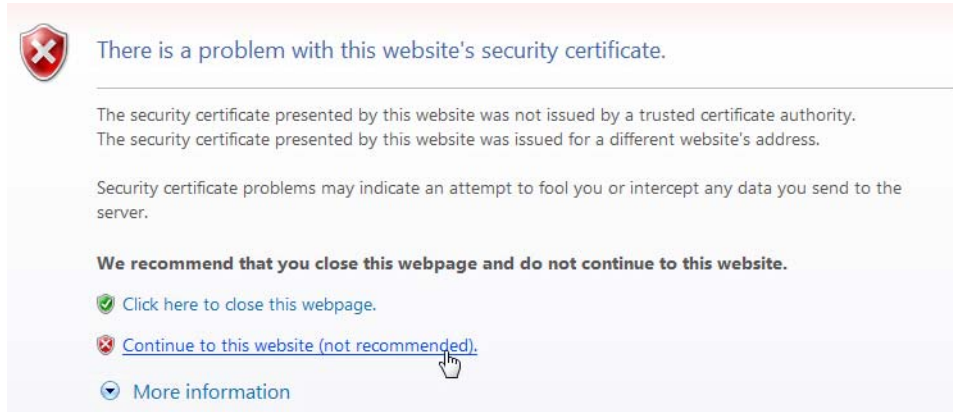 There is a problem with this website's security certificate.
The security certificate presented by this website was not issued by a trusted certificate authority.
The security certificate presented by this website was issued for a different website's address.
Security certificate problems may indicate an attempt to fool you or intercept any data you send to the
server.
We recommend that you close this webpage and do not continue to this website.
Click here to close this webpage.
Continue to this website (not recommended).
More information